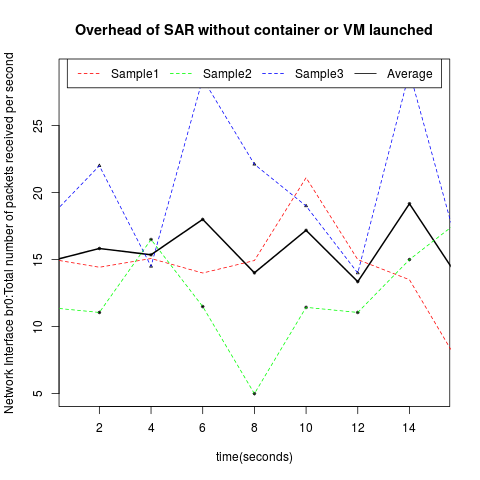 Overhead of SAR without container or VM launched
Sample1 Sample2 Sample3 Average
Network Interface br0:Total number of packets received per second
25
20
15
10
5
2 4 6 8 10 12 14
time(seconds)